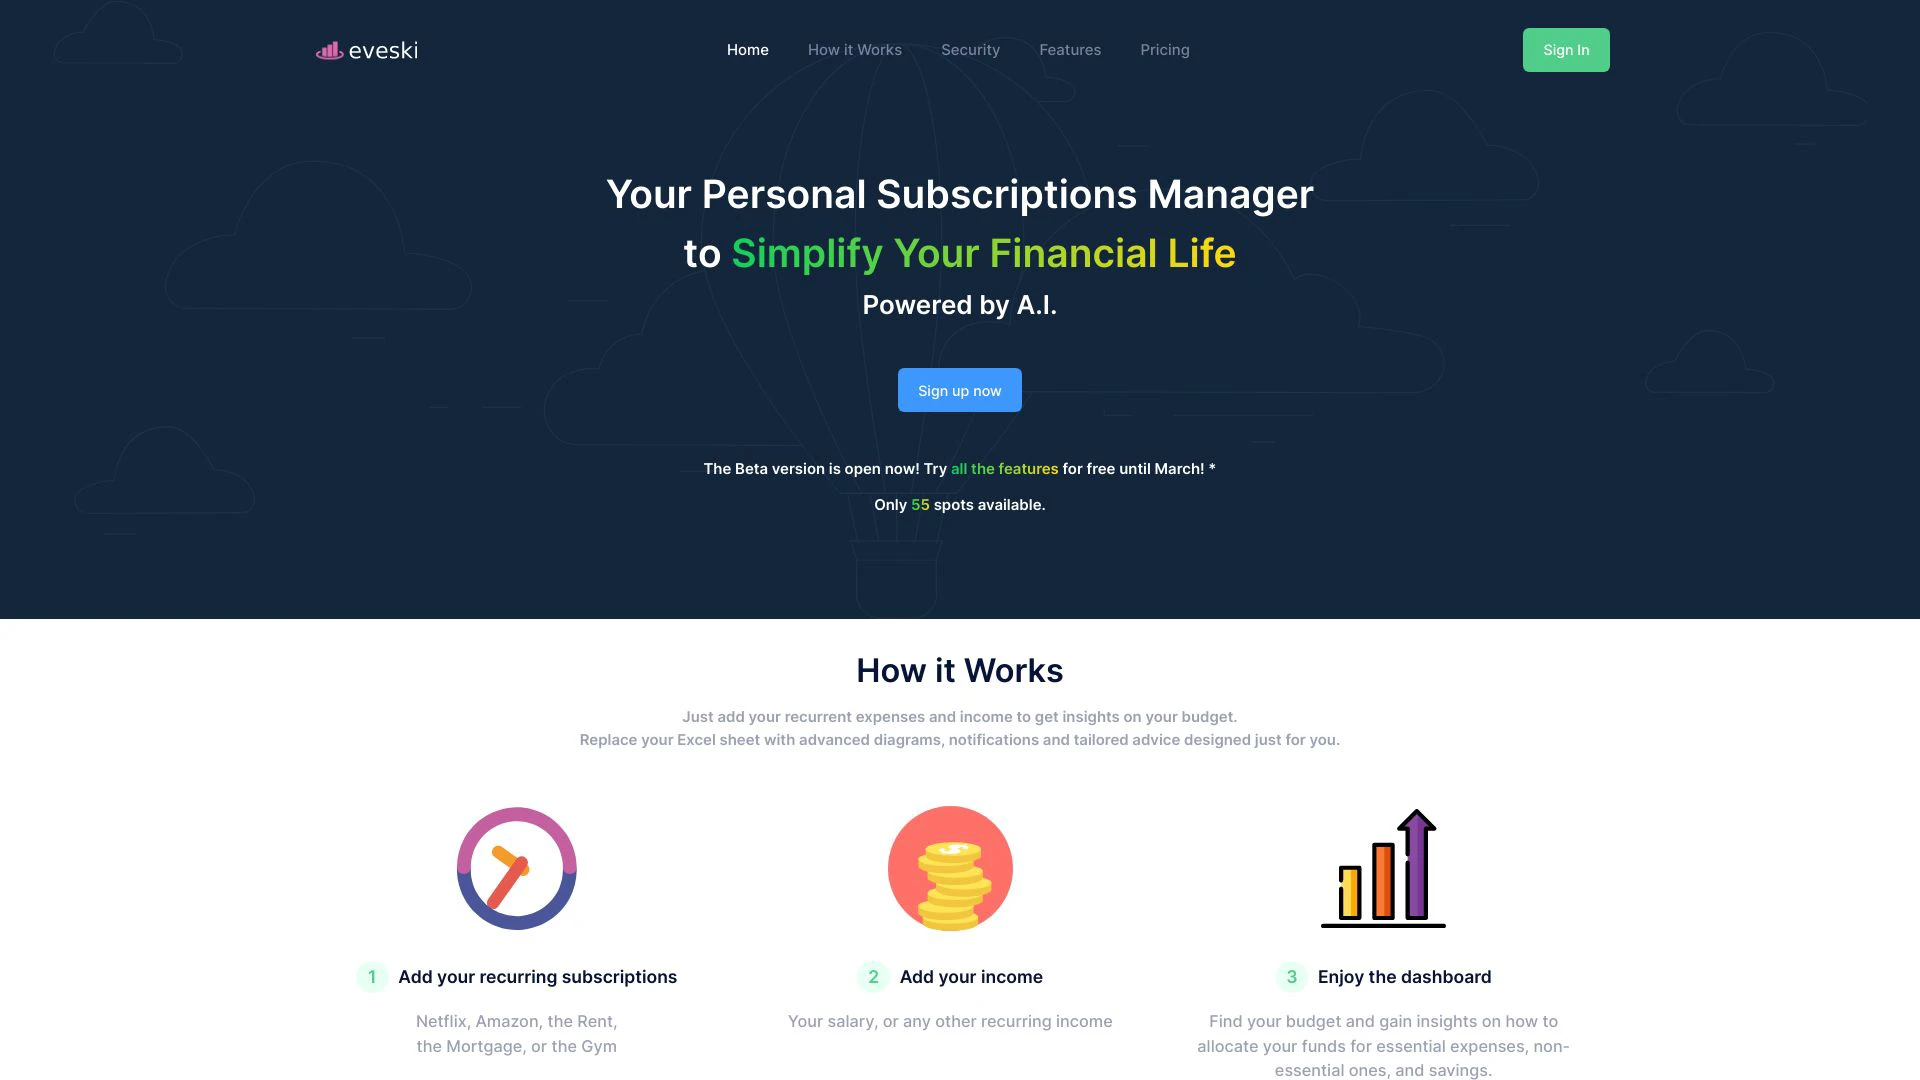 eveski
Home
How it Works
Security
Features
Pricing
Sign In
Your Personal Subscriptions Manager
to Simplify Your Financial Life
Powered by A.I.
Sign up now
The Beta version is open now! Try all the features for free until March! *
Only 55 spots available.
How it Works
Just add your recurrent expenses and income to get insights on your budget.
Replace your Excel sheet with advanced diagrams, notifications and tailored advice designed just for you.
1 Add your recurring subscriptions
Netflix, Amazon, the Rent,
the Mortgage, or the Gym
2 Add your income
Your salary, or any other recurring income
3 Enjoy the dashboard
Find your budget and gain insights on how to
allocate your funds for essential expenses, non-
essential ones, and savings.